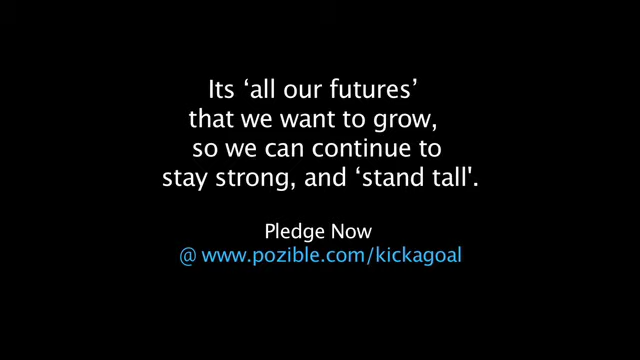 Its ‘all our futures’
that we want to grow,
so we can continue to
stay strong, and ‘stand tall'.
Pledge Now
@ www.pozible.com/kickagoal